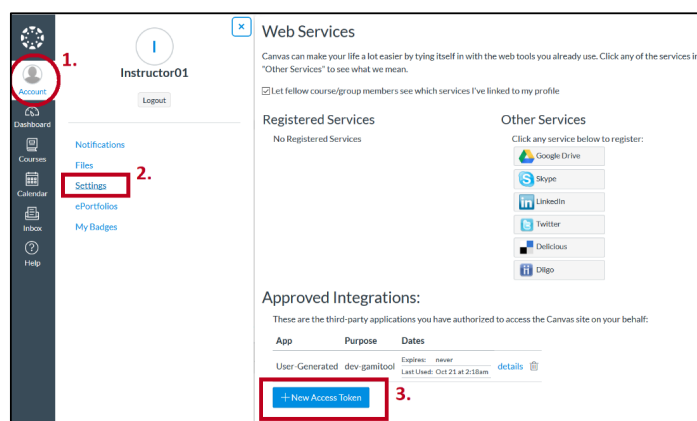 1.
Account
Dashboard
Courses
Calendar
Inbox
Help
I
Instructor01
Logout
Notifications
Files
2.
Settings
ePortfolios
My Badges
×
Web Services
Canvas can make your life a lot easier by tying itself in with the web tools you already use. Click any of the services in
"Other Services" to see what we mean.
Let fellow course/group members see which services I've linked to my profile
Registered Services
No Registered Services
Other Services
Click any service below to register:
Google Drive
Skype
LinkedIn
Twitter
Delicious
Diigo
Approved Integrations:
These are the third-party applications you have authorized to access the Canvas site on your behalf:
App Purpose Dates
User-Generated dev-gamitool Expires: never
Last Used: Oct 21 at 2:18am details
+ New Access Token
3.